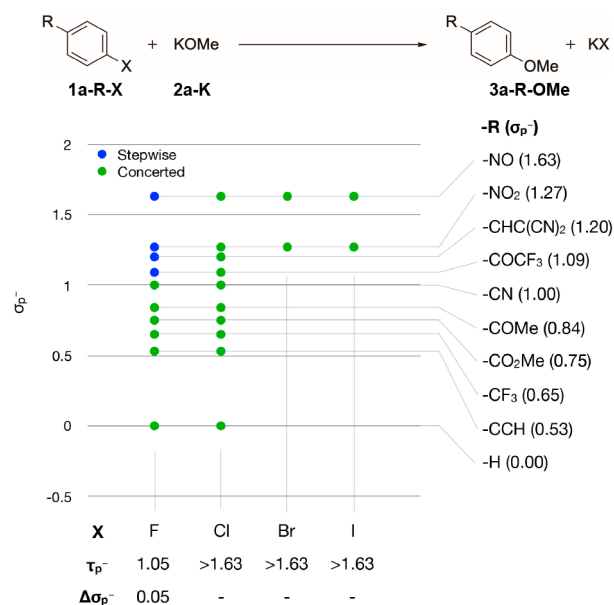 R
X
+ KOMe
R
OMe
+ KX
1a-R-X 2a-K 3a-R-OMe
-R (σp⁻)
2
Stepwise
Concerted
-NO (1.63)
-NO₂ (1.27)
1.5
-CHC(CN)₂ (1.20)
-COCF₃ (1.09)
1
-CN (1.00)
σp⁻
-COMe (0.84)
-CO₂Me (0.75)
0.5
-CF₃ (0.65)
-CCH (0.53)
0
-H (0.00)
-0.5
X F Cl Br I
τp⁻ 1.05 >1.63 >1.63 >1.63
Δσp⁻ 0.05 - - -